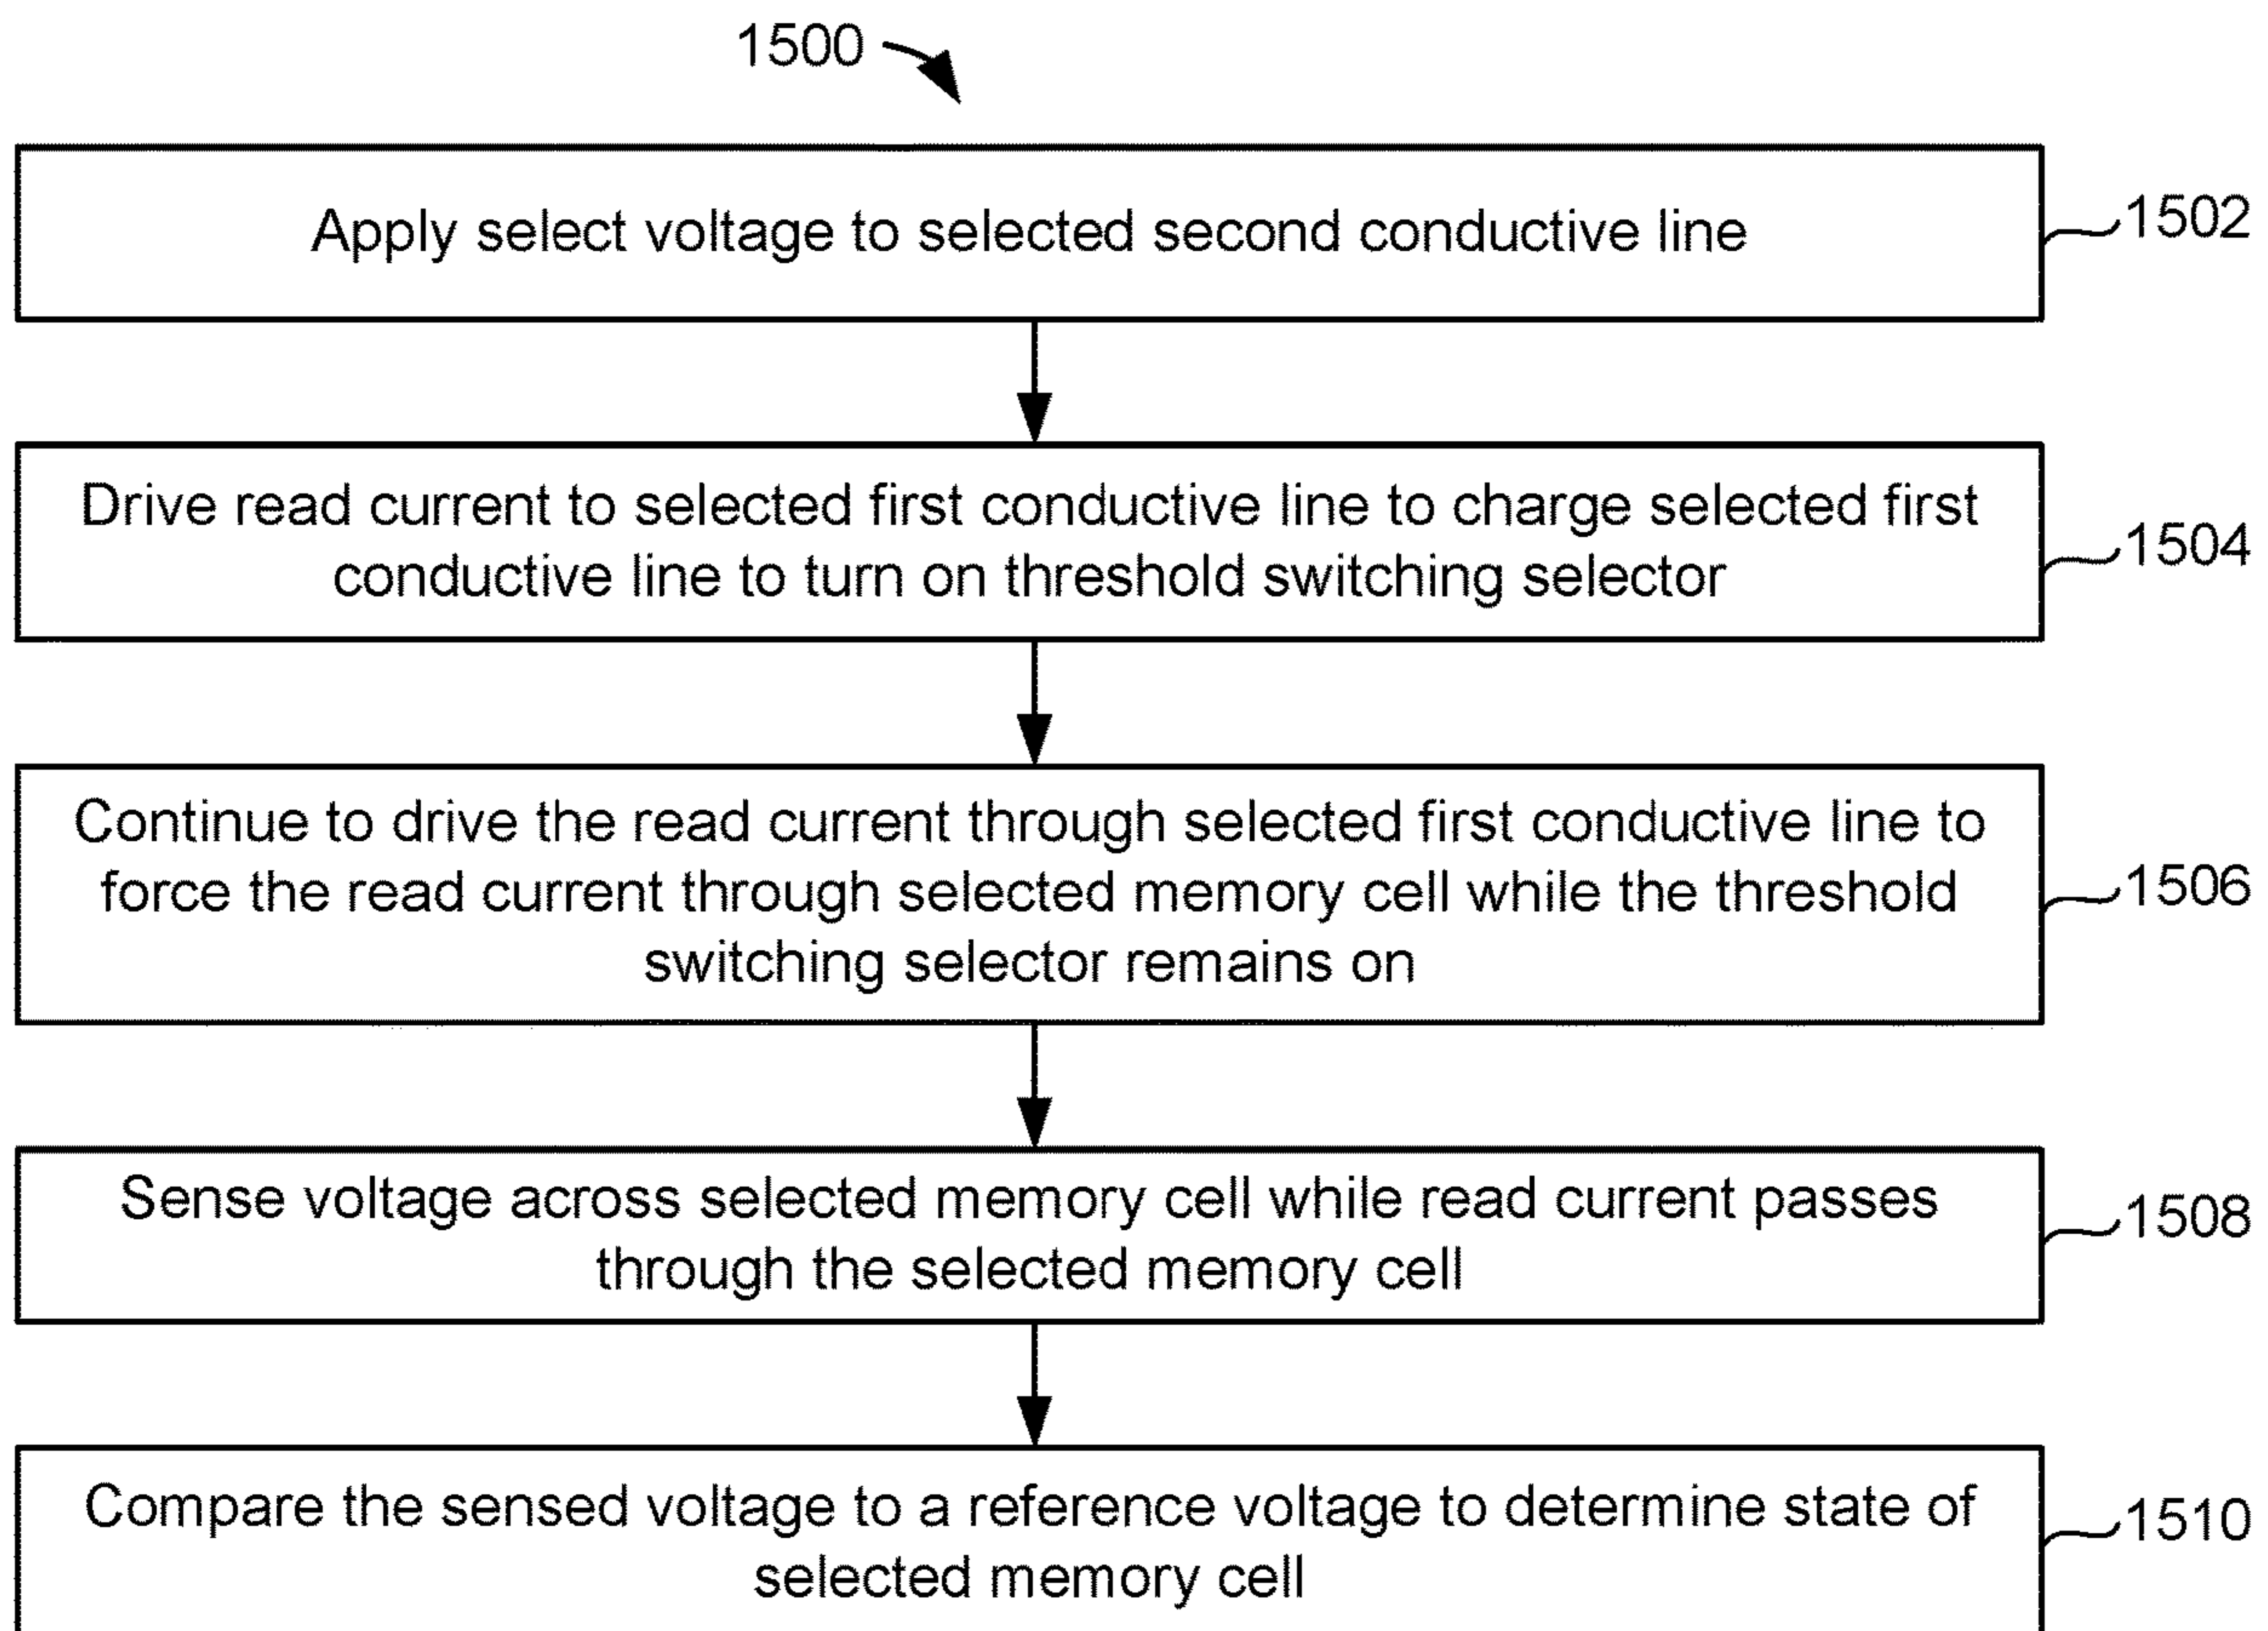 1500
Apply select voltage to selected second conductive line
1502
Drive read current to selected first conductive line to charge selected first
conductive line to turn on threshold switching selector
1504
Continue to drive the read current through selected first conductive line to
force the read current through selected memory cell while the threshold
switching selector remains on
1506
Sense voltage across selected memory cell while read current passes
through the selected memory cell
1508
Compare the sensed voltage to a reference voltage to determine state of
selected memory cell
1510